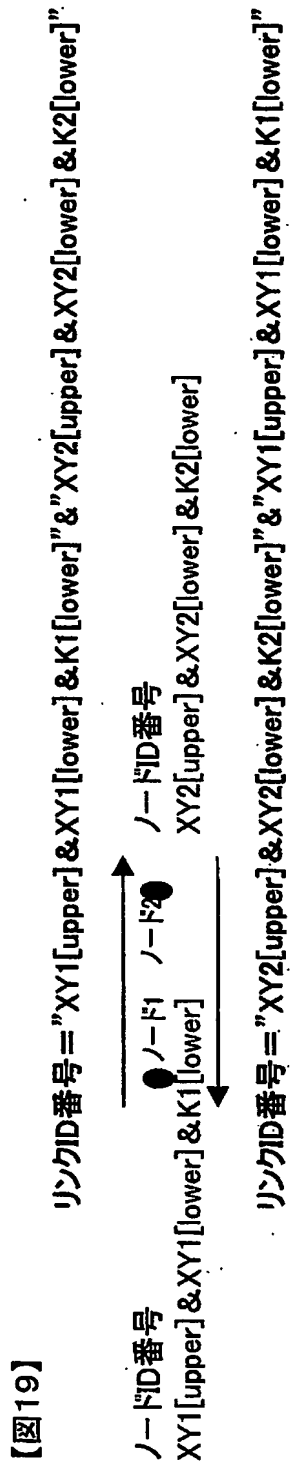 【図19】
リンクID番号＝”XY1[upper]＆XY1[lower]＆K1[lower]”＆”XY2[upper]＆XY2[lower]＆K2[lower]”
ノード1 ノード2
ノードID番号
XY1[upper]＆XY1[lower]＆K1[lower]
ノードID番号
XY2[upper]＆XY2[lower]＆K2[lower]
リンクID番号＝”XY2[upper]＆XY2[lower]＆K2[lower]”＆”XY1[upper]＆XY1[lower]＆K1[lower]”